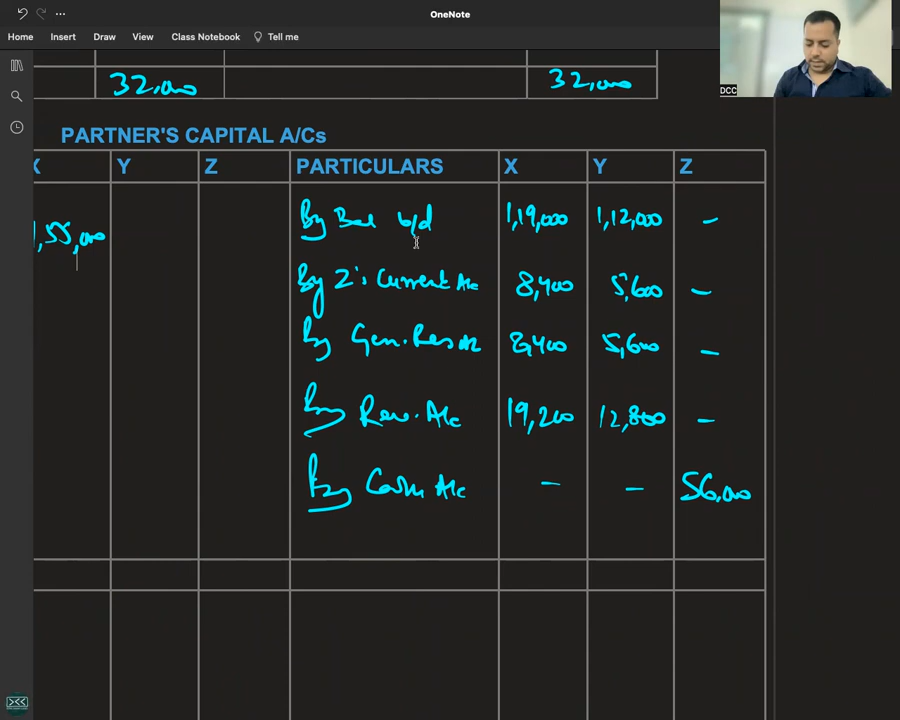 OneNote
Home Insert Draw View Class Notebook Tell me
DCC
32,000 32,000
PARTNER'S CAPITAL A/Cs
X Y Z PARTICULARS X Y Z
By Bal b/d 1,19,000 1,12,000 -
1,55,000
By Z's Current A/c 8,400 5,600 -
By Gen. Res A/c 8,400 5,600 -
By Rev. A/c 19,200 12,800 -
By Cash A/c - - 56,000